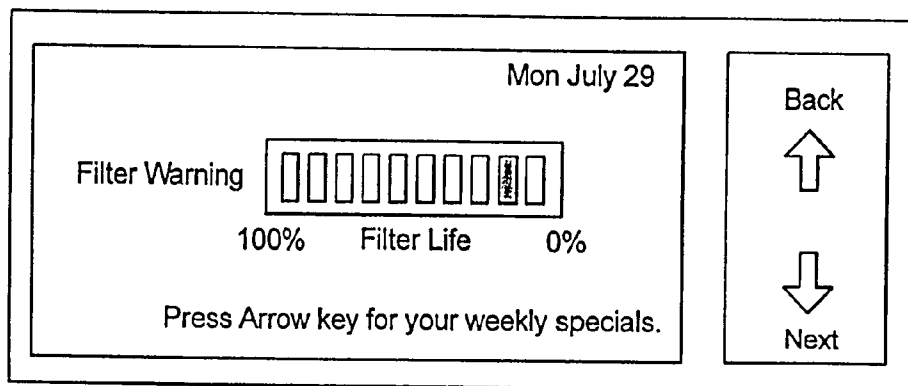 Mon July 29
Filter Warning
100% Filter Life 0%
Press Arrow key for your weekly specials.
Back
Next